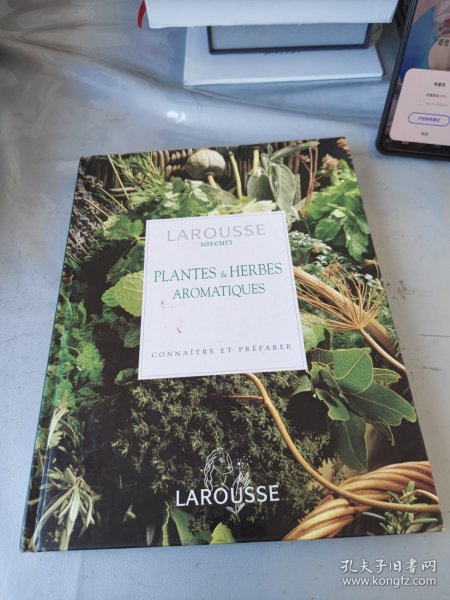 LAROUSSE
saveurs
PLANTES & HERBES
AROMATIQUES
CONNAÎTRE ET PRÉPARER
LAROUSSE
孔夫子旧书网
www.kongfz.com